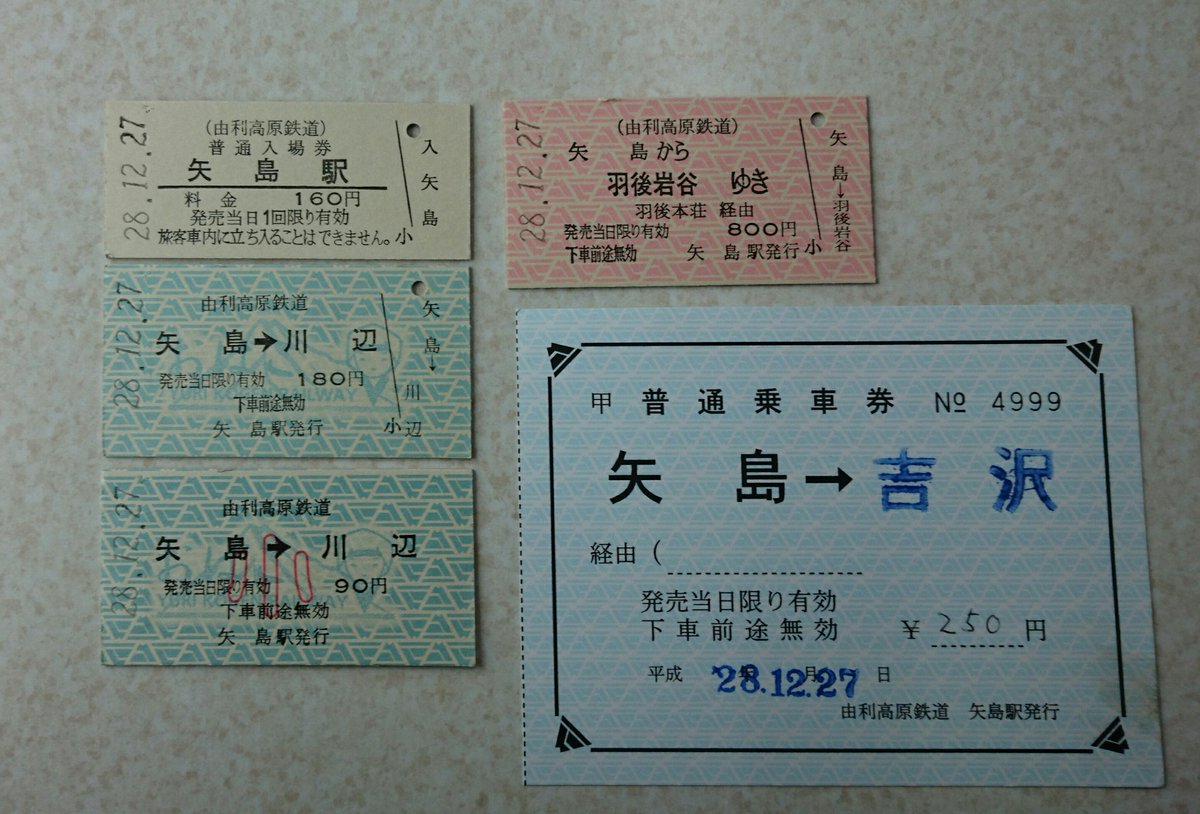 28.12.27
(由利高原鉄道)
普通入場券
矢島駅
料金 160円
発売当日1回限り有効
旅客車内に立ち入ることはできません。
小
入矢島
28.12.27
(由利高原鉄道)
矢島から
羽後岩谷 ゆき
羽後本荘 経由
発売当日限り有効 800円
下車前途無効 矢島駅発行
小
矢島→羽後岩谷
28.12.27
由利高原鉄道
矢島→川辺
発売当日限り有効 180円
下車前途無効
矢島駅発行
小
矢島→川辺
28.12.27
由利高原鉄道
矢島→川辺
小
発売当日限り有効 90円
下車前途無効
矢島駅発行
甲 普通乗車券 № 4999
矢島→吉沢
経由(
発売当日限り有効
下車前途無効 ¥250円
平成 28.12.27 日
由利高原鉄道 矢島駅発行